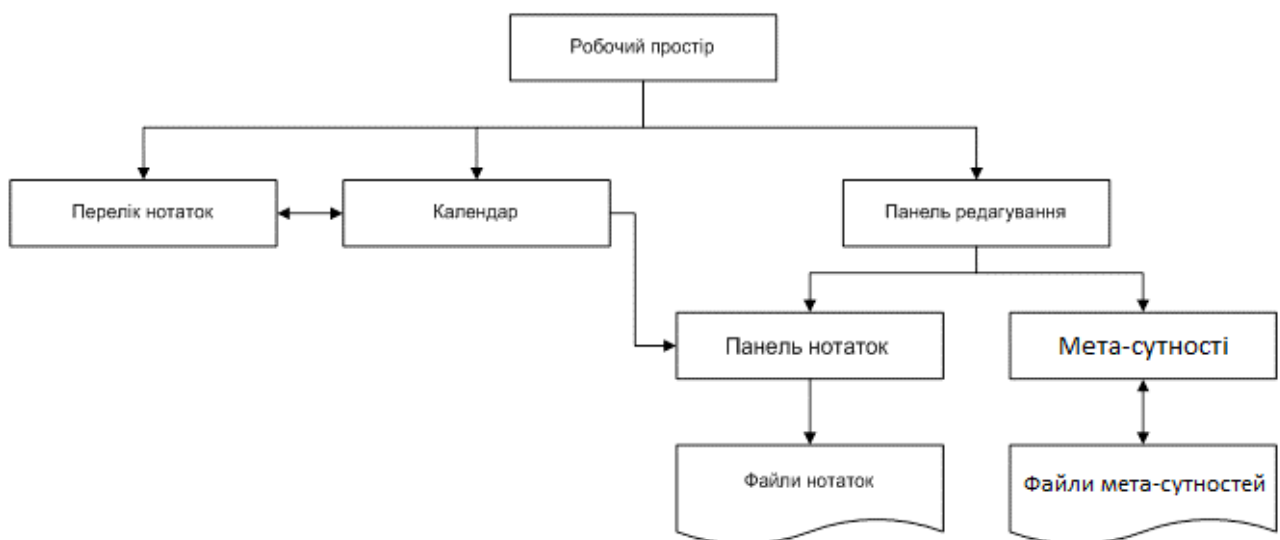 Робочий простір
Перелік нотаток
Календар
Панель редагування
Панель нотаток
Мета-сутності
Файли нотаток
Файли мета-сутностей